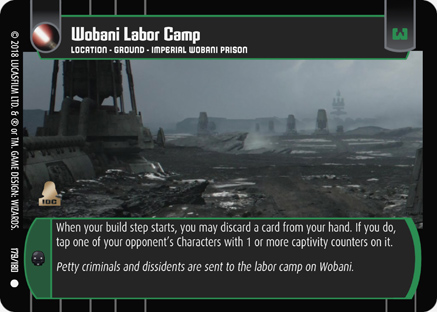 Wobani Labor Camp
LOCATION - GROUND - IMPERIAL WOBANI PRISON
When your build step starts, you may discard a card from your hand. If you do,
tap one of your opponent's Characters with 1 or more captivity counters on it.
Petty criminals and dissidents are sent to the labor camp on Wobani.
© 2018 LUCASFILM LTD. & ® or TM. GAME DESIGN: WIZARDS.
179/180
IDC